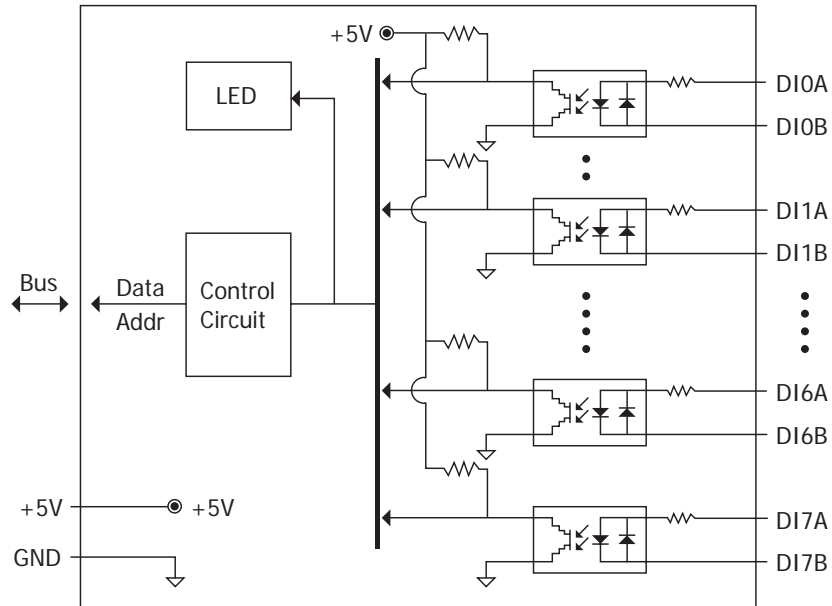 +5V
LED
DI0A
DI0B
DI1A
DI1B
Bus
Data
Addr
Control
Circuit
DI6A
DI6B
+5V
+5V
DI7A
GND
DI7B